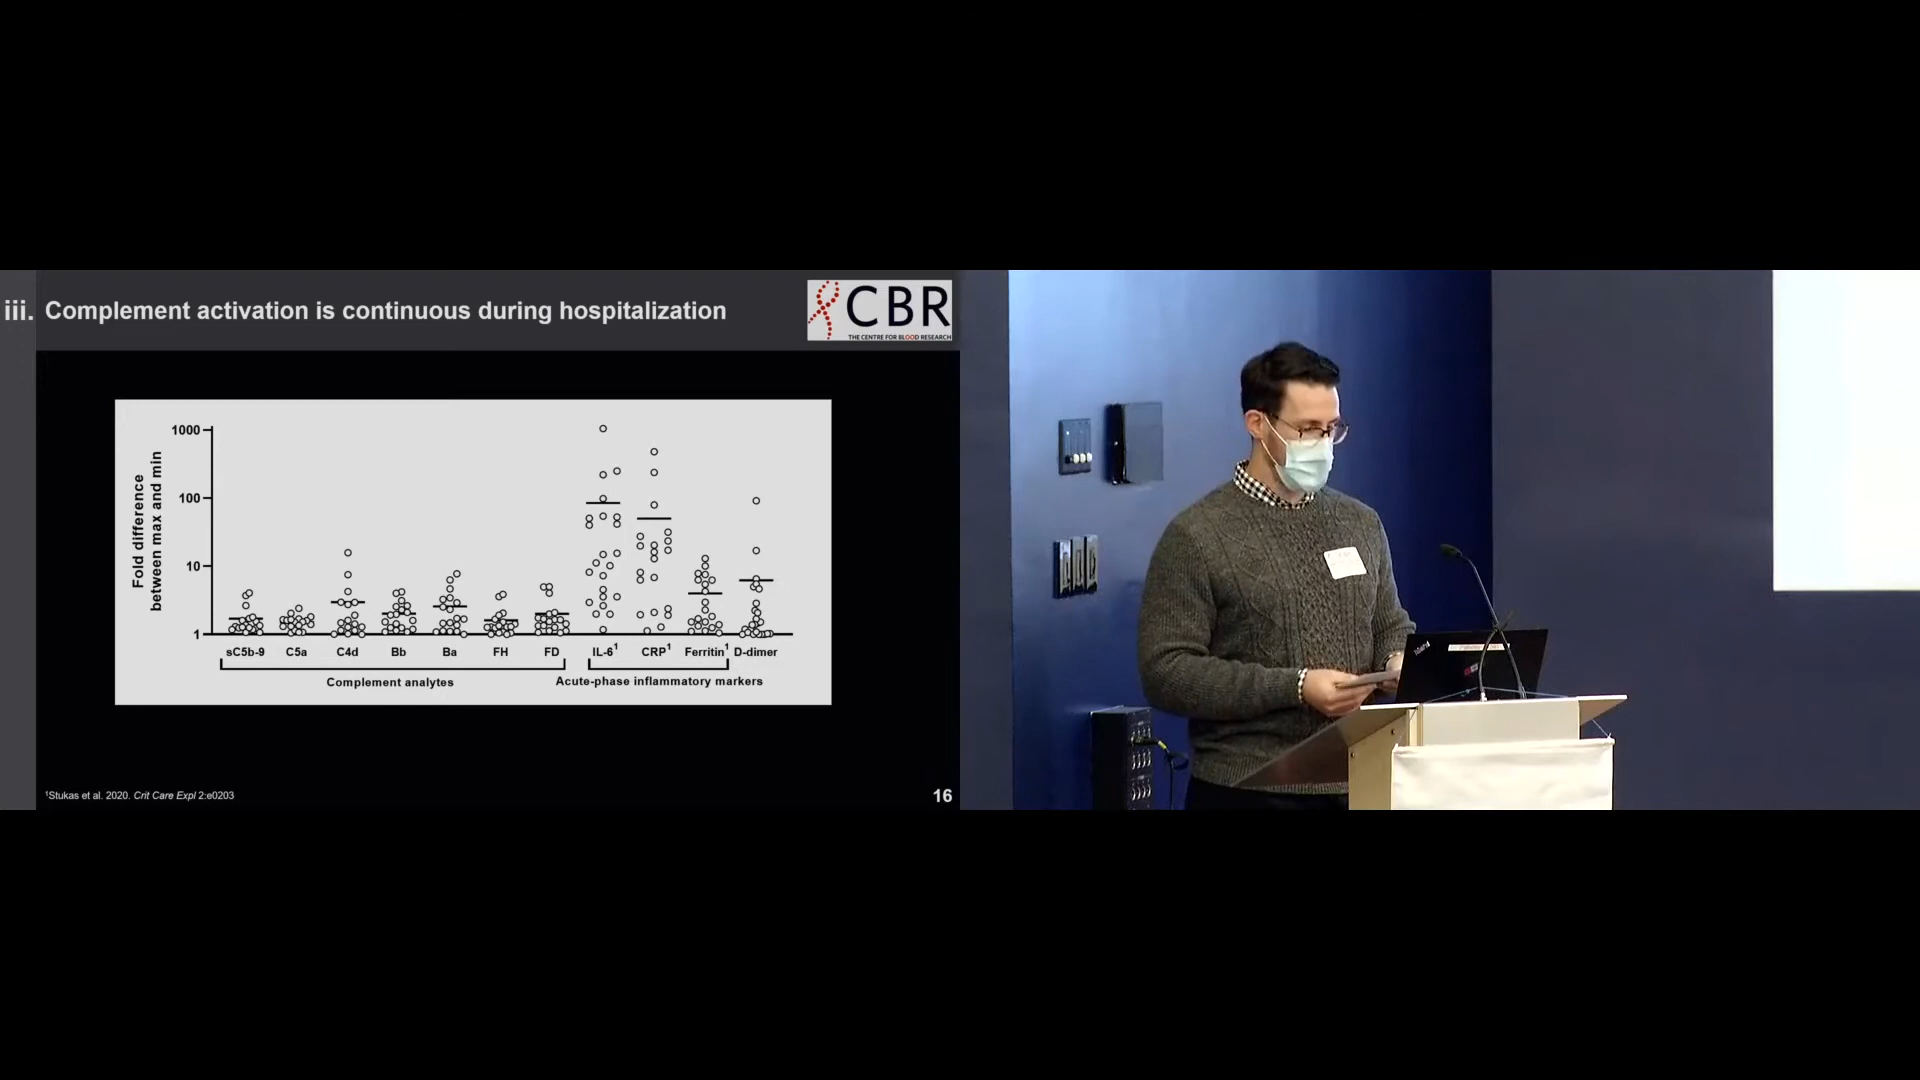 iii. Complement activation is continuous during hospitalization
CBR
THE CENTRE FOR BLOOD RESEARCH
Fold difference
between max and min
1000
100
10
1
sC5b-9 C5a C4d Bb Ba FH FD IL-6¹ CRP¹ Ferritin¹ D-dimer
Complement analytes Acute-phase inflammatory markers
¹Stukas et al. 2020. Crit Care Expl 2:e0203
16
ThinkPad